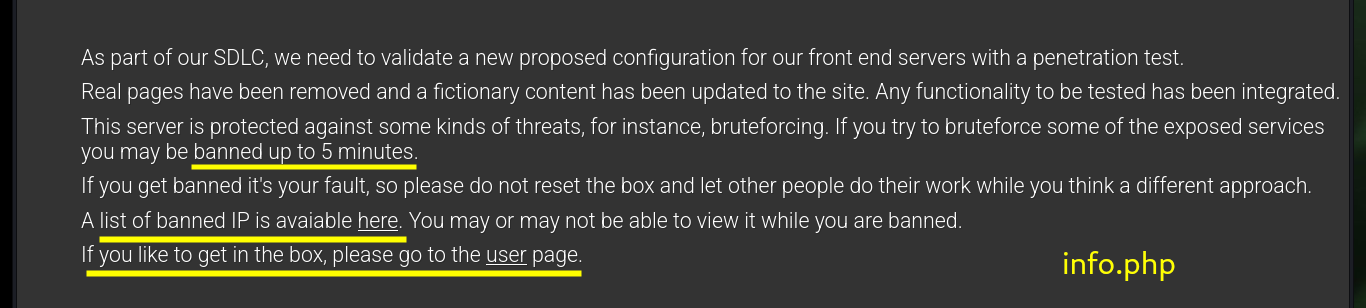 As part of our SDLC, we need to validate a new proposed configuration for our front end servers with a penetration test.
Real pages have been removed and a fictionary content has been updated to the site. Any functionality to be tested has been integrated.
This server is protected against some kinds of threats, for instance, bruteforcing. If you try to bruteforce some of the exposed services
you may be banned up to 5 minutes.
If you get banned it's your fault, so please do not reset the box and let other people do their work while you think a different approach.
A list of banned IP is avaiable here. You may or may not be able to view it while you are banned.
If you like to get in the box, please go to the user page.
info.php